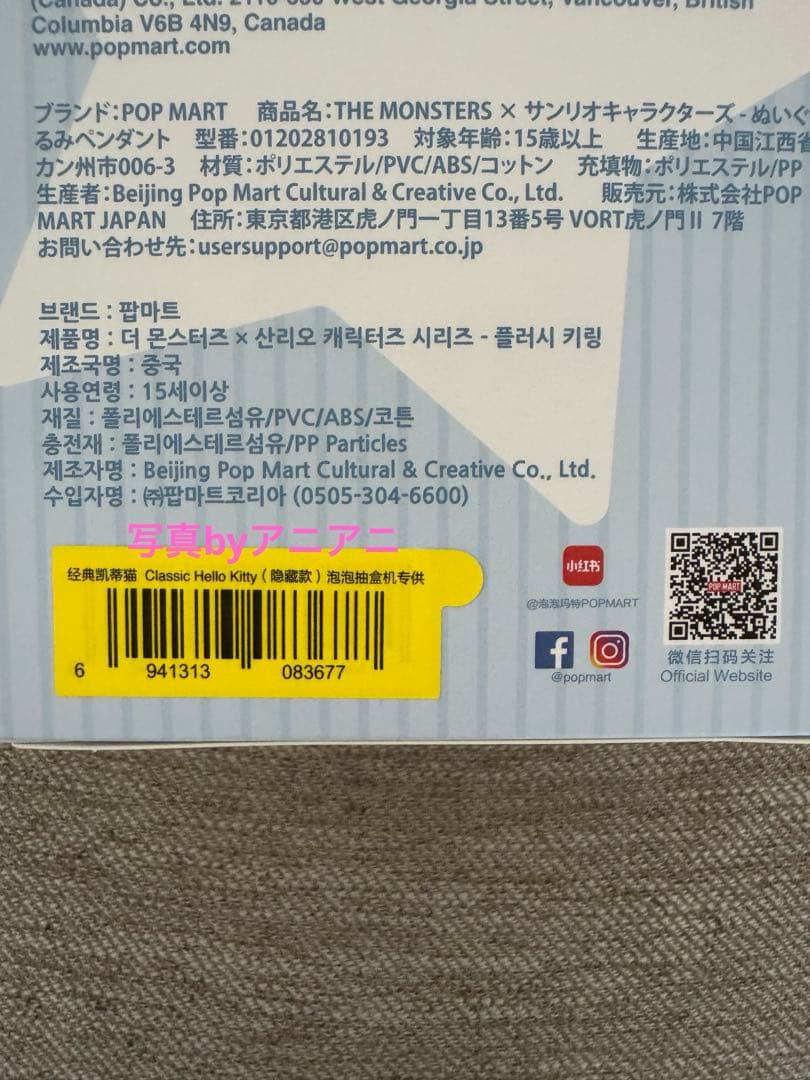 (Canada) Co., Ltd. 2110-650 West Georgia Street, Vancouver, British
Columbia V6B 4N9, Canada
www.popmart.com
ブランド:POP MART 商品名:THE MONSTERS × サンリオキャラクターズ - ぬいぐ
るみペンダント 型番:01202810193 対象年齢:15歳以上 生産地:中国江西省
カン州市006-3 材質:ポリエステル/PVC/ABS/コットン 充填物:ポリエステル/PP
生産者:Beijing Pop Mart Cultural & Creative Co., Ltd. 販売元:株式会社POP
MART JAPAN 住所:東京都港区虎ノ門一丁目13番5号 VORT虎ノ門Ⅱ 7階
お問い合わせ先:usersupport@popmart.co.jp
브랜드 : 팝마트
제품명 : 더 몬스터즈 × 산리오 캐릭터즈 시리즈 - 플러시 키링
제조국명 : 중국
사용연령 : 15세이상
재질 : 폴리에스테르섬유/PVC/ABS/코튼
충전재 : 폴리에스테르섬유/PP Particles
제조자명 : Beijing Pop Mart Cultural & Creative Co., Ltd.
수입자명 : ㈜팝마트코리아 (0505-304-6600)
写真byアニアニ
经典凯蒂猫 Classic Hello Kitty（隐藏款）泡泡抽盒机专供
6 941313 083677
小红书
@泡泡玛特POPMART
@popmart
POP MART
微信扫码关注
Official Website